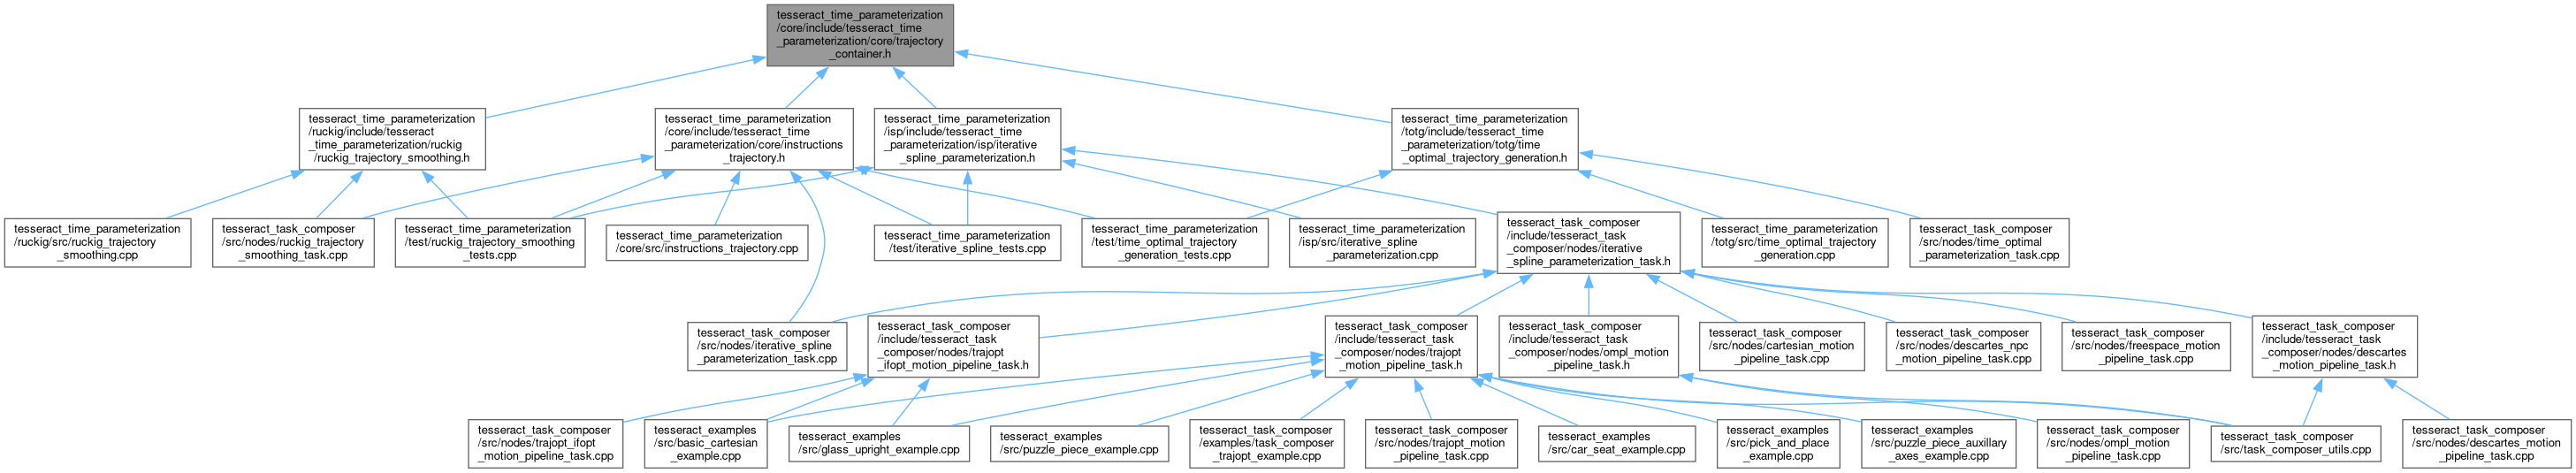 tesseract_time_parameterization
/core/include/tesseract_time
_parameterization/core/trajectory
_container.h
tesseract_time_parameterization
/ruckig/include/tesseract
_time_parameterization/ruckig
/ruckig_trajectory_smoothing.h
tesseract_time_parameterization
/core/include/tesseract_time
_parameterization/core/instructions
_trajectory.h
tesseract_time_parameterization
/isp/include/tesseract_time
_parameterization/isp/iterative
_spline_parameterization.h
tesseract_time_parameterization
/totg/include/tesseract_time
_parameterization/totg/time
_optimal_trajectory_generation.h
tesseract_time_parameterization
/ruckig/src/ruckig_trajectory
_smoothing.cpp
tesseract_task_composer
/src/nodes/ruckig_trajectory
_smoothing_task.cpp
tesseract_time_parameterization
/test/ruckig_trajectory_smoothing
_tests.cpp
tesseract_time_parameterization
/core/src/instructions_trajectory.cpp
tesseract_time_parameterization
/test/iterative_spline_tests.cpp
tesseract_time_parameterization
/test/time_optimal_trajectory
_generation_tests.cpp
tesseract_time_parameterization
/isp/src/iterative_spline
_parameterization.cpp
tesseract_task_composer
/include/tesseract_task
_composer/nodes/iterative
_spline_parameterization_task.h
tesseract_time_parameterization
/totg/src/time_optimal_trajectory
_generation.cpp
tesseract_task_composer
/src/nodes/time_optimal
_parameterization_task.cpp
tesseract_task_composer
/src/nodes/iterative_spline
_parameterization_task.cpp
tesseract_task_composer
/include/tesseract_task
_composer/nodes/trajopt
_ifopt_motion_pipeline_task.h
tesseract_task_composer
/include/tesseract_task
_composer/nodes/trajopt
_motion_pipeline_task.h
tesseract_task_composer
/include/tesseract_task
_composer/nodes/ompl_motion
_pipeline_task.h
tesseract_task_composer
/src/nodes/cartesian_motion
_pipeline_task.cpp
tesseract_task_composer
/src/nodes/descartes_npc
_motion_pipeline_task.cpp
tesseract_task_composer
/src/nodes/freespace_motion
_pipeline_task.cpp
tesseract_task_composer
/include/tesseract_task
_composer/nodes/descartes
_motion_pipeline_task.h
tesseract_task_composer
/src/nodes/trajopt_ifopt
_motion_pipeline_task.cpp
tesseract_examples
/src/basic_cartesian
_example.cpp
tesseract_examples
/src/glass_upright_example.cpp
tesseract_examples
/src/puzzle_piece_example.cpp
tesseract_task_composer
/examples/task_composer
_trajopt_example.cpp
tesseract_task_composer
/src/nodes/trajopt_motion
_pipeline_task.cpp
tesseract_examples
/src/car_seat_example.cpp
tesseract_examples
/src/pick_and_place
_example.cpp
tesseract_examples
/src/puzzle_piece_auxillary
_axes_example.cpp
tesseract_task_composer
/src/nodes/ompl_motion
_pipeline_task.cpp
tesseract_task_composer
/src/task_composer_utils.cpp
tesseract_task_composer
/src/nodes/descartes_motion
_pipeline_task.cpp